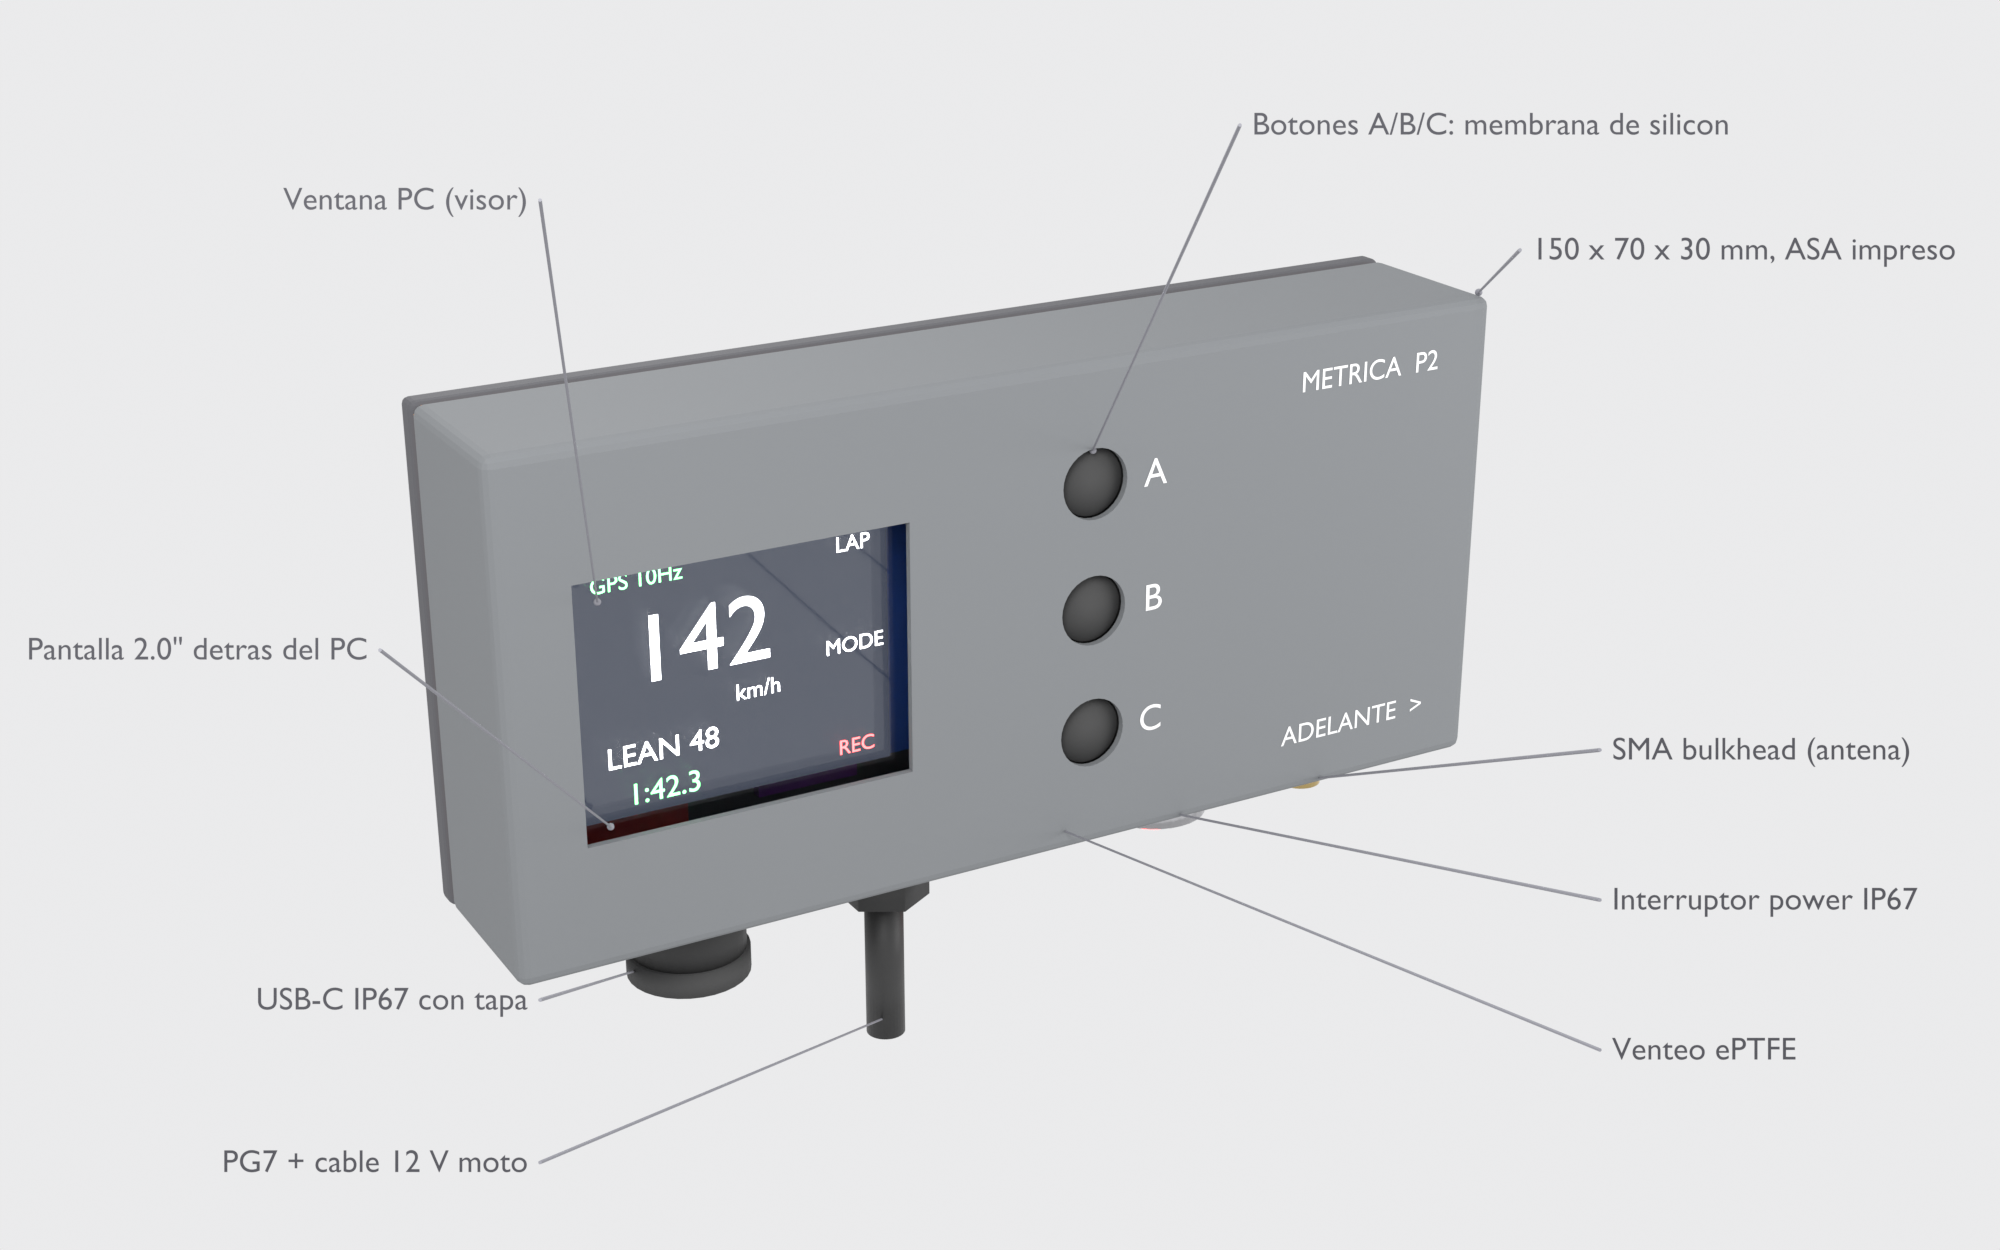 Botones A/B/C: membrana de silicon
Ventana PC (visor)
150 x 70 x 30 mm, ASA impreso
METRICA P2
A
LAP
GPS 10Hz
142
km/h
MODE
B
Pantalla 2.0" detras del PC
LEAN 48
REC
1:42.3
C
ADELANTE >
SMA bulkhead (antena)
Interruptor power IP67
USB-C IP67 con tapa
Venteo ePTFE
PG7 + cable 12 V moto